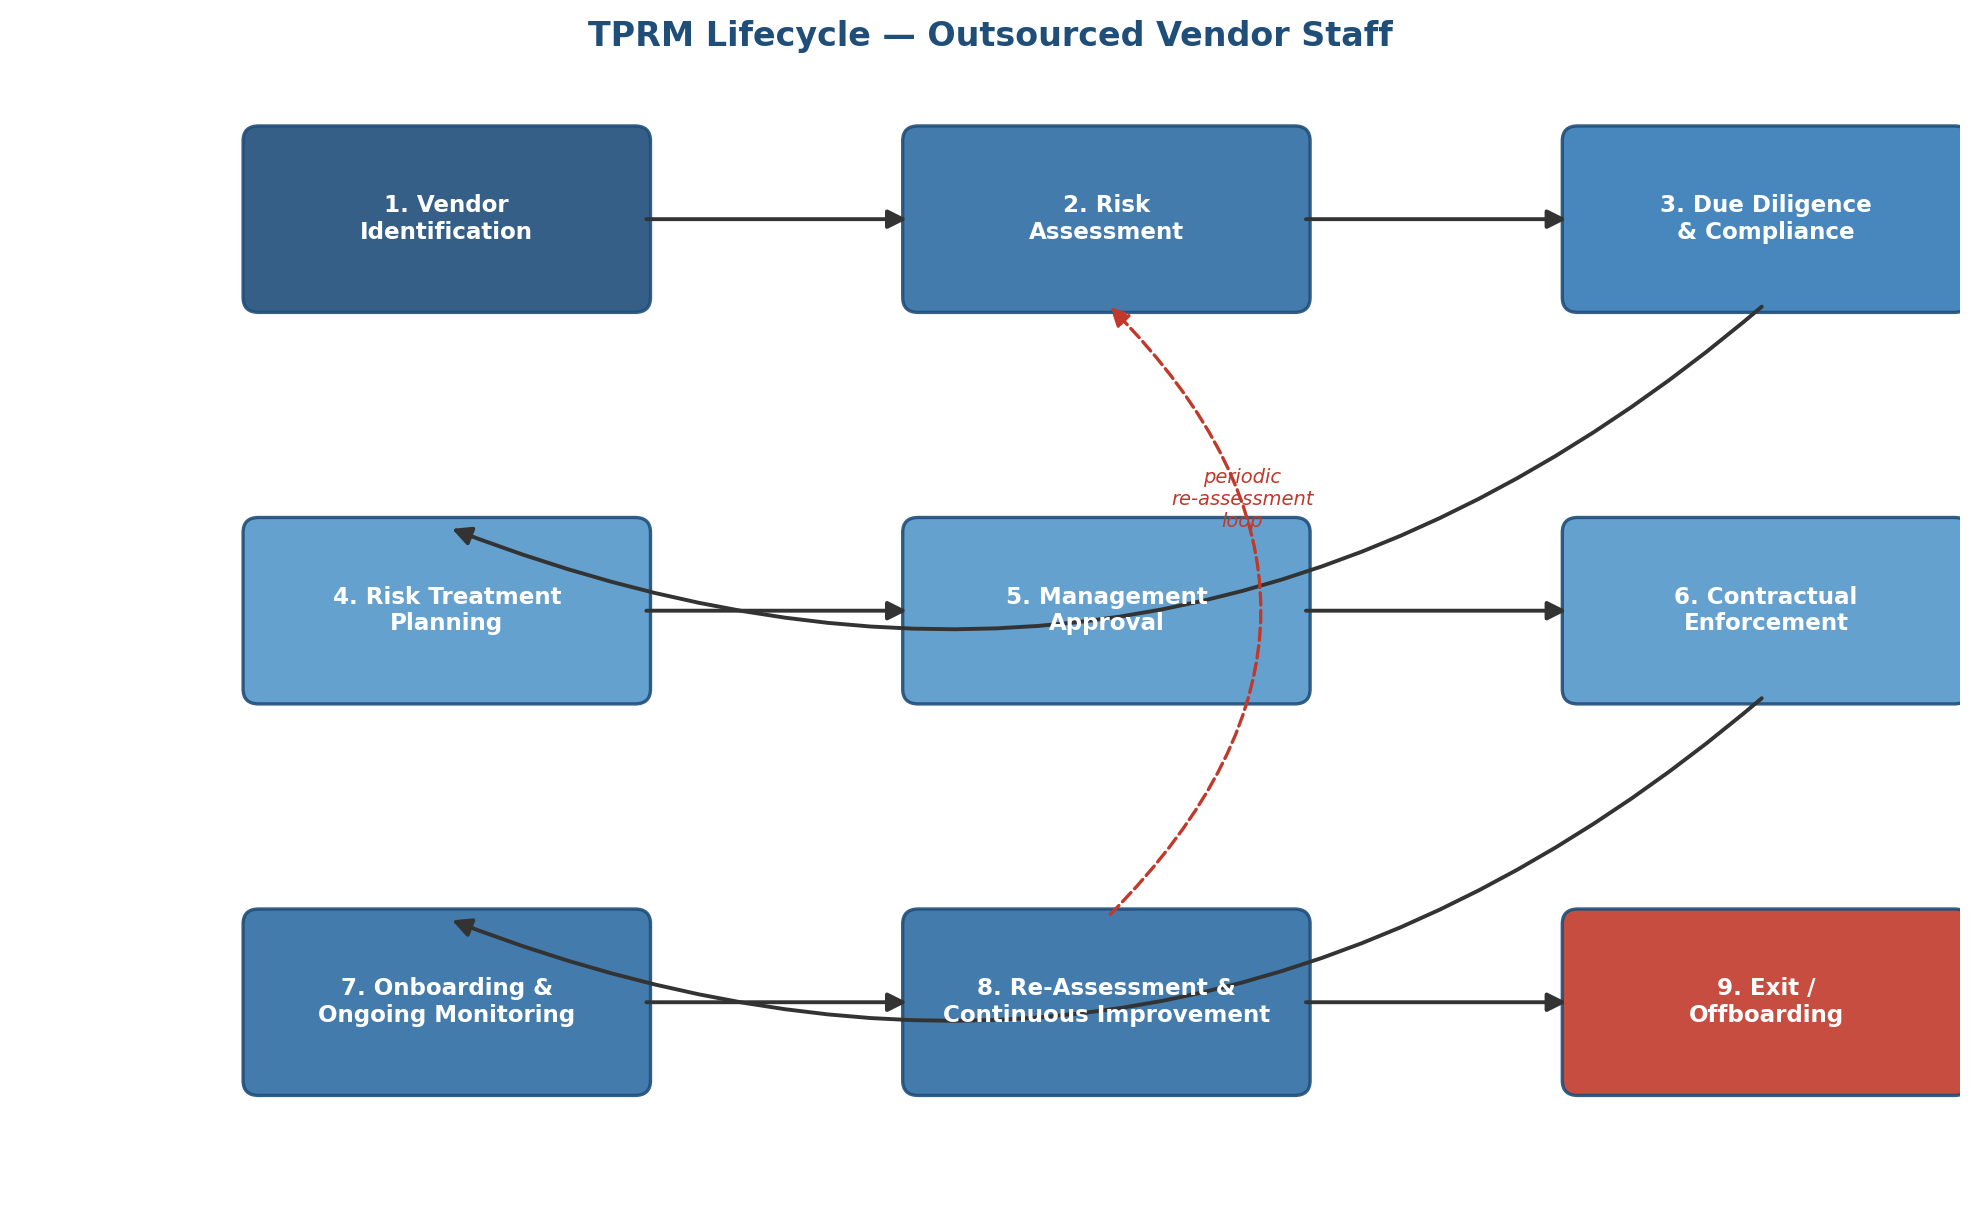 TPRM Lifecycle — Outsourced Vendor Staff
1. Vendor
Identification
2. Risk
Assessment
3. Due Diligence
& Compliance
periodic
re-assessment
loop
4. Risk Treatment
Planning
5. Management
Approval
6. Contractual
Enforcement
7. Onboarding &
Ongoing Monitoring
8. Re-Assessment &
Continuous Improvement
9. Exit /
Offboarding